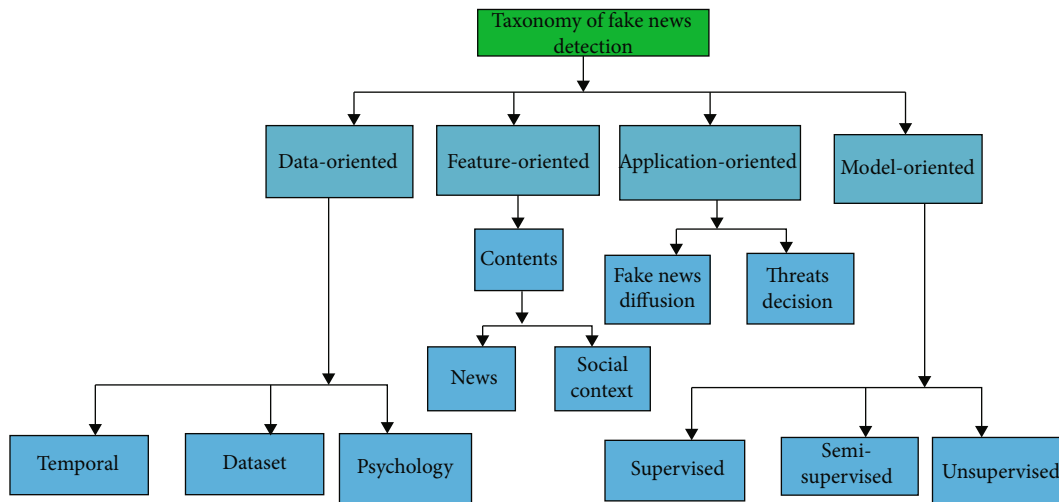 Taxonomy of fake news
detection
Data-oriented
Feature-oriented
Application-oriented
Model-oriented
Contents
Fake news
diffusion
Threats
decision
News
Social
context
Temporal
Dataset
Psychology
Supervised
Semi-
supervised
Unsupervised